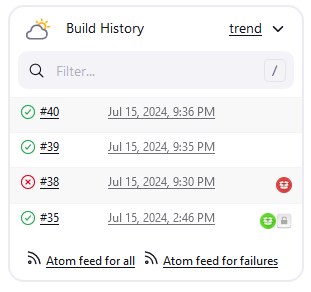 Build History trend
Filter... /
#40 Jul 15, 2024, 9:36 PM
#39 Jul 15, 2024, 9:35 PM
#38 Jul 15, 2024, 9:30 PM
#35 Jul 15, 2024, 2:46 PM
Atom feed for all Atom feed for failures